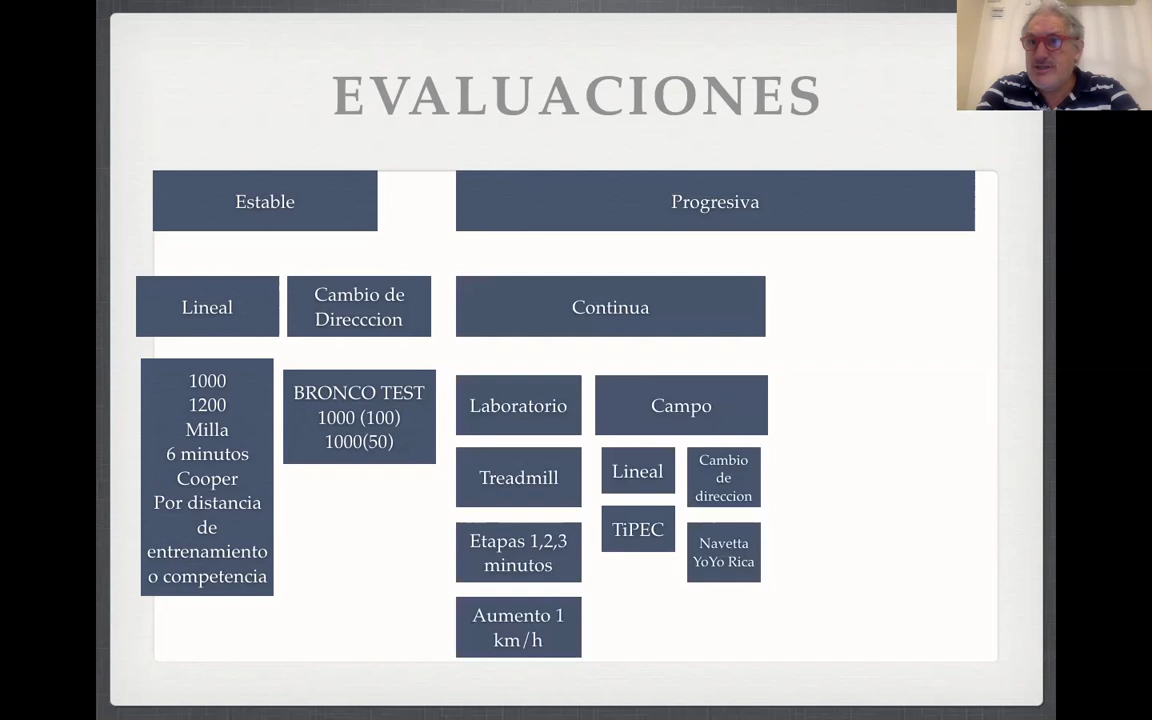 EVALUACIONES
Estable
Progresiva
Lineal
Cambio de
Direcccion
Continua
1000
1200
Milla
6 minutos
Cooper
Por distancia
de
entrenamiento
o competencia
BRONCO TEST
1000 (100)
1000(50)
Laboratorio
Campo
Treadmill
Lineal
Cambio
de
direccion
Etapas 1,2,3
minutos
TiPEC
Navetta
YoYo Rica
Aumento 1
km/h